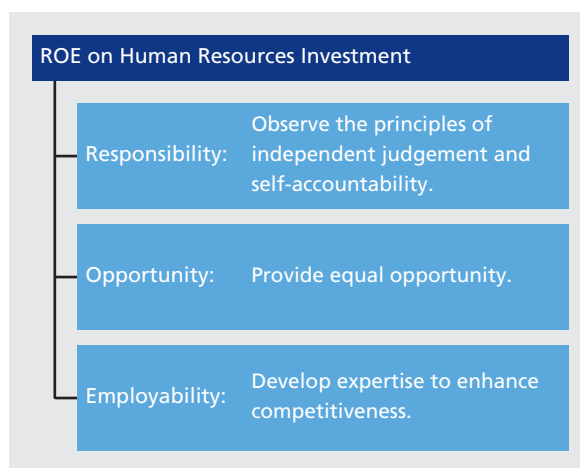 ROE on Human Resources Investment
Responsibility:
Observe the principles of
independent judgement and
self-accountability.
Opportunity:
Provide equal opportunity.
Employability:
Develop expertise to enhance
competitiveness.